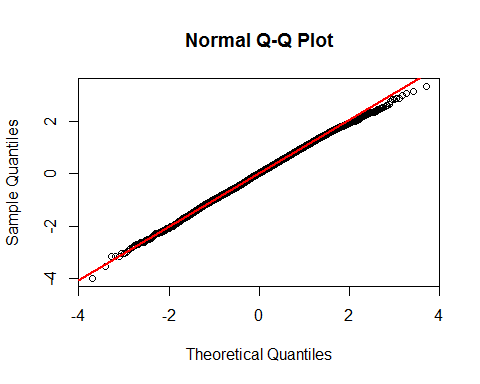 Normal Q-Q Plot
Sample Quantiles
2
0
-2
-4
-4 -2 0 2 4
Theoretical Quantiles